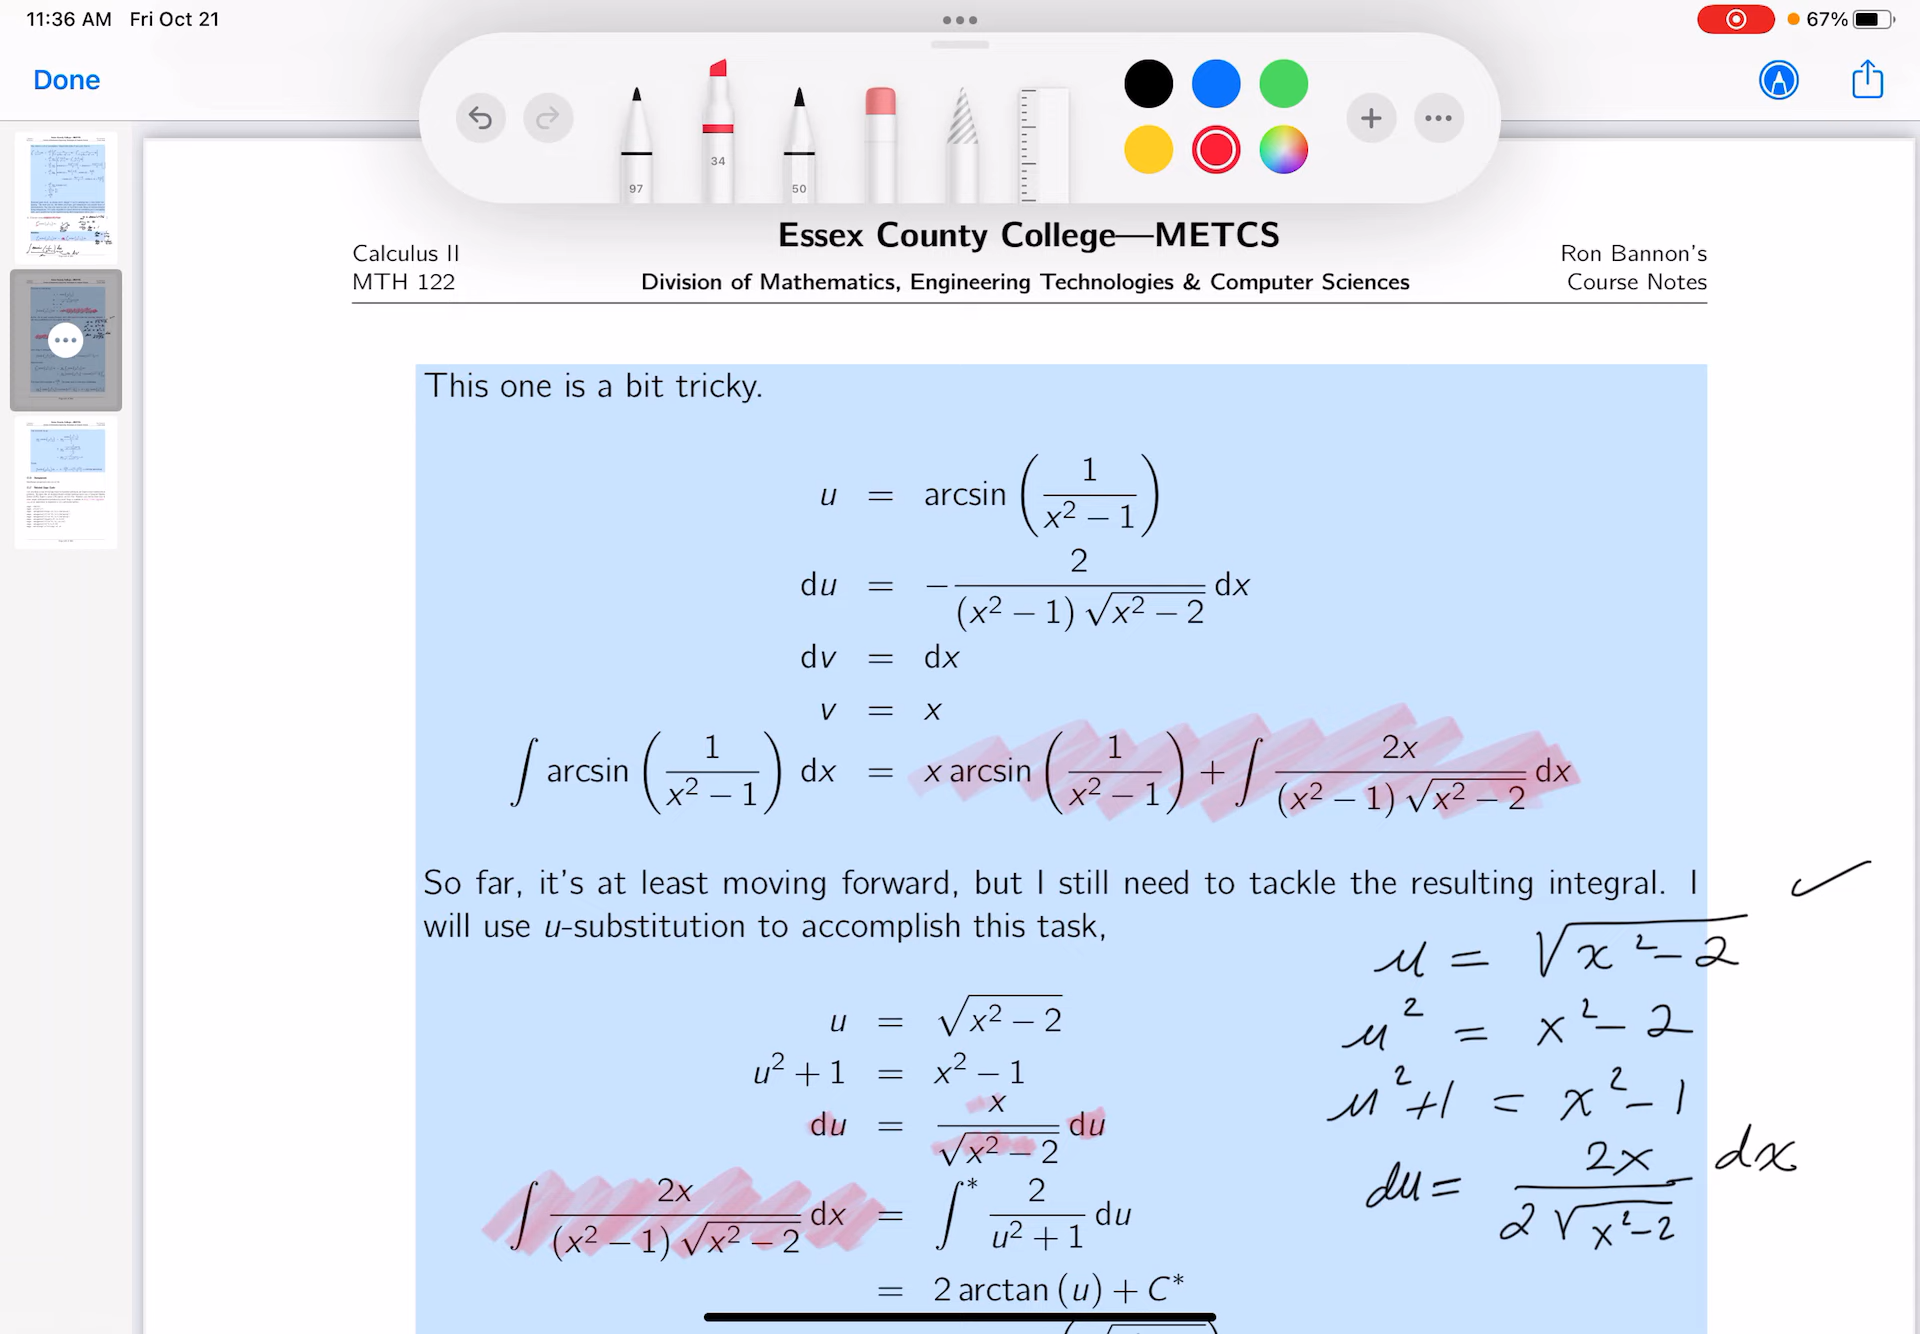 11:36 AM Fri Oct 21
67%
Done
97
34
50
Calculus II
MTH 122
Essex County College—METCS
Division of Mathematics, Engineering Technologies & Computer Sciences
Ron Bannon's
Course Notes
This one is a bit tricky.
u = arcsin (1/(x² − 1))
du = −2/((x² − 1)√(x² − 2)) dx
dv = dx
v = x
∫ arcsin (1/(x² − 1)) dx = x arcsin (1/(x² − 1)) + ∫ 2x/((x² − 1)√(x² − 2)) dx
So far, it's at least moving forward, but I still need to tackle the resulting integral. I
will use u-substitution to accomplish this task,
u = √(x² − 2)
u² + 1 = x² − 1
du = x/√(x² − 2) du
∫ 2x/((x² − 1)√(x² − 2)) dx = ∫* 2/(u² + 1) du
= 2 arctan (u) + C*
u = √(x² − 2)
u² = x² − 2
u² + 1 = x² − 1
du = 2x/(2√(x² − 2)) dx